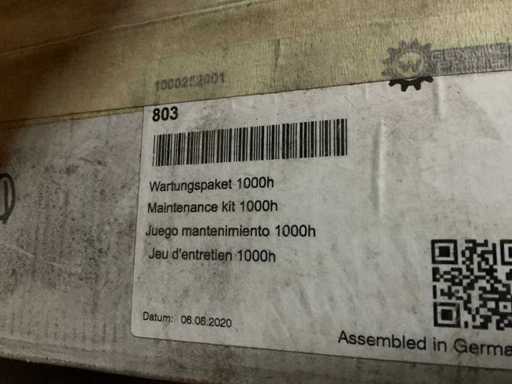 1000252001
803
Wartungspaket 1000h
Maintenance kit 1000h
Juego mantenimiento 1000h
Jeu d'entretien 1000h
Datum: 06.08.2020
Assembled in Germa